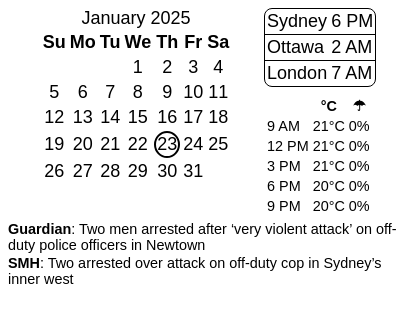 January 2025
Su Mo Tu We Th Fr Sa
1 2 3 4
5 6 7 8 9 10 11
12 13 14 15 16 17 18
19 20 21 22 23 24 25
26 27 28 29 30 31
Sydney 6 PM
Ottawa 2 AM
London 7 AM
°C ☂
9 AM 21°C 0%
12 PM 21°C 0%
3 PM 21°C 0%
6 PM 20°C 0%
9 PM 20°C 0%
Guardian: Two men arrested after ‘very violent attack’ on off-
duty police officers in Newtown
SMH: Two arrested over attack on off-duty cop in Sydney’s
inner west